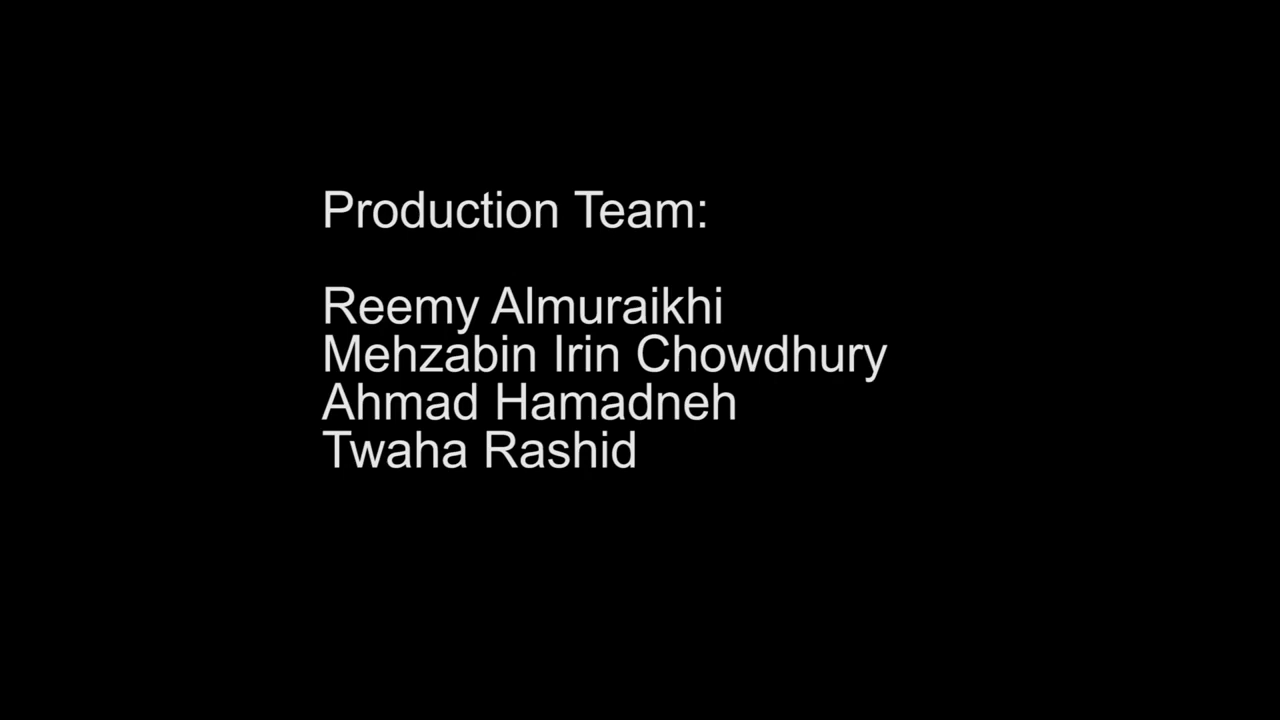 Production Team:
Reemy Almuraikhi
Mehzabin Irin Chowdhury
Ahmad Hamadneh
Twaha Rashid